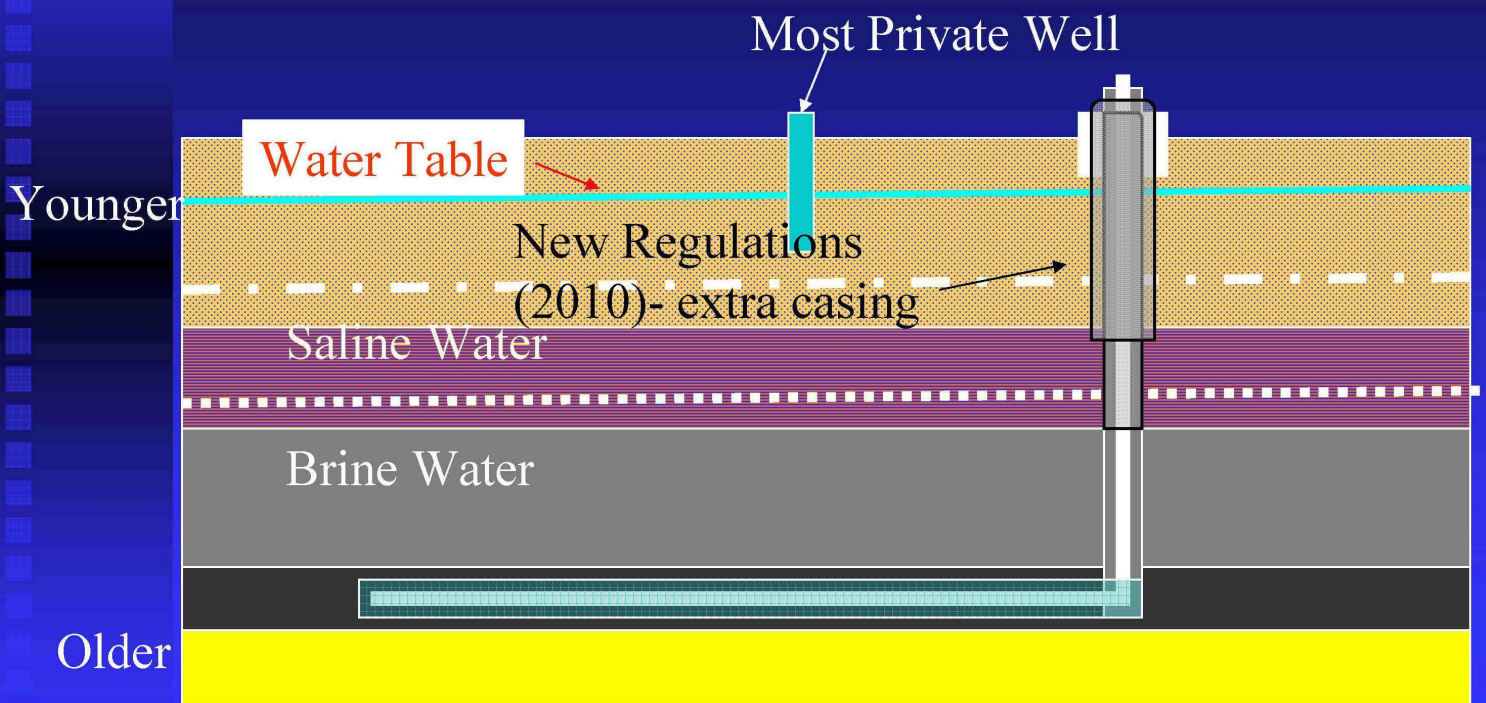 Most Private Well
Water Table
Younger
New Regulations
(2010)- extra casing
Saline Water
Brine Water
Older